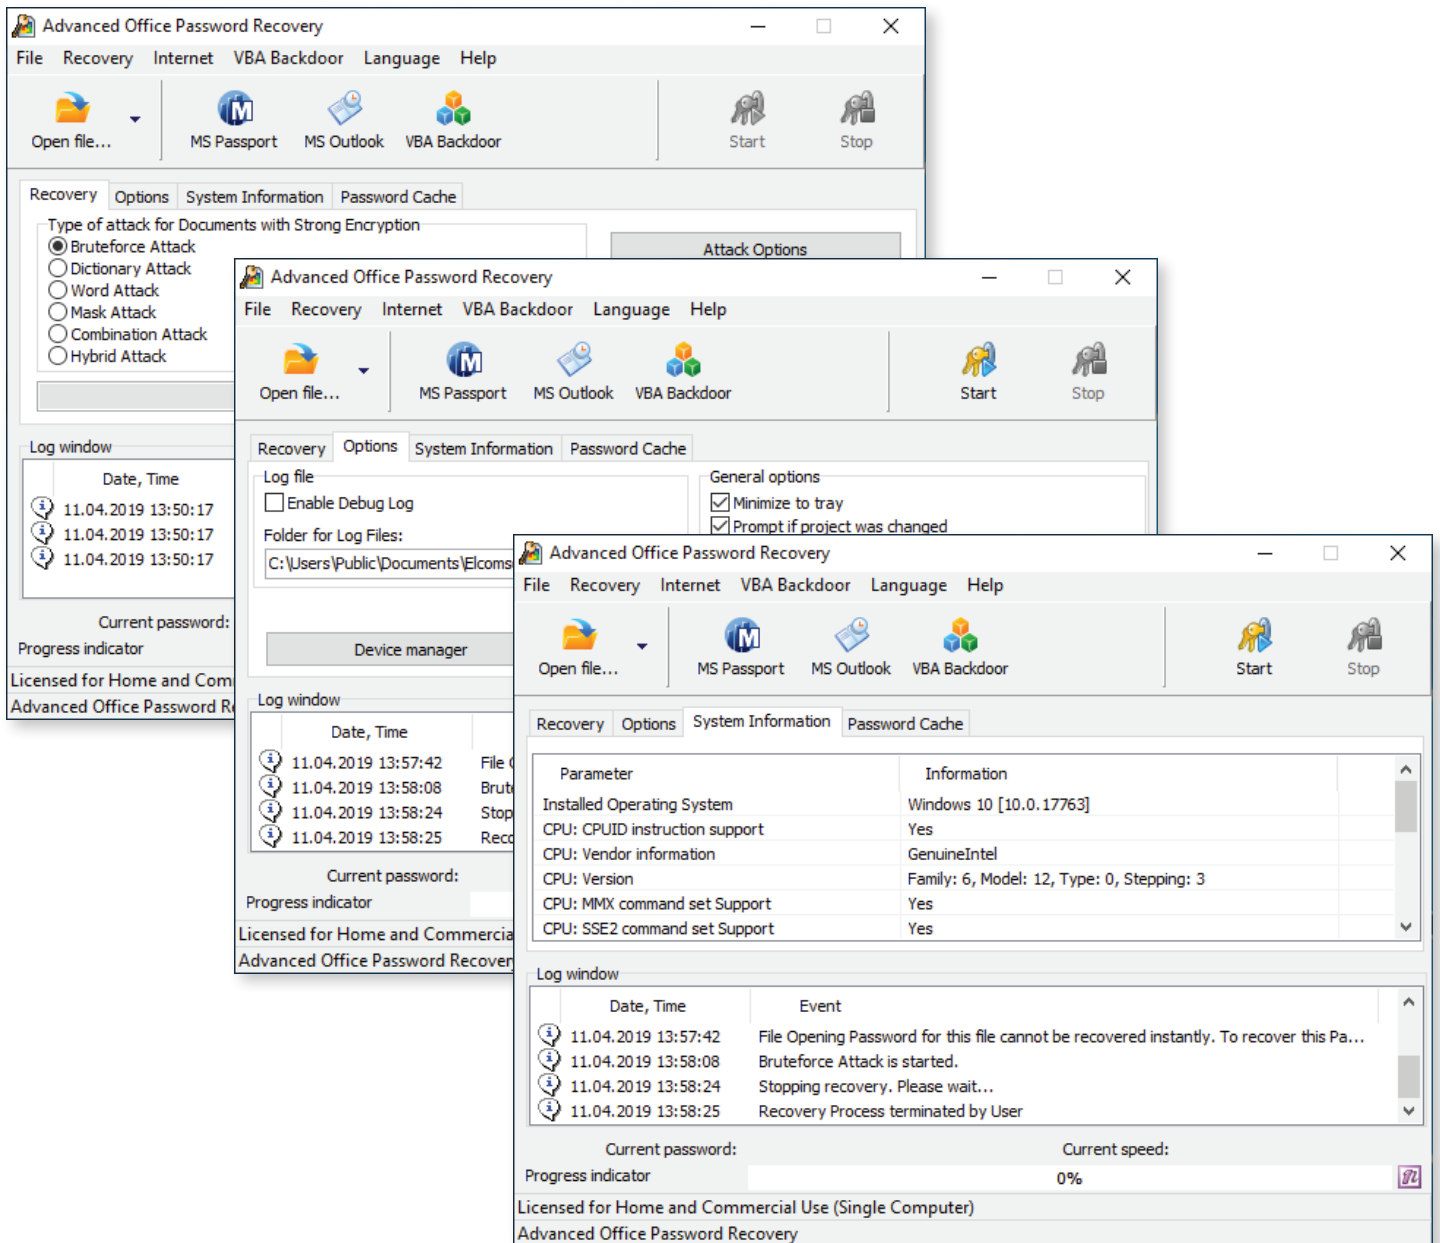 Advanced Office Password Recovery
File Recovery Internet VBA Backdoor Language Help
Open file... MS Passport MS Outlook VBA Backdoor Start Stop
Recovery Options System Information Password Cache
Type of attack for Documents with Strong Encryption
Bruteforce Attack
Attack Options
Dictionary Attack
Word Attack
Mask Attack
Combination Attack
Hybrid Attack
Log window
Date, Time
11.04.2019 13:50:17
11.04.2019 13:50:17
11.04.2019 13:50:17
Current password:
Progress indicator
Licensed for Home and
Advanced Office Password
Advanced Office Password Recovery
File Recovery Internet VBA Backdoor Language Help
Open file... MS Passport MS Outlook VBA Backdoor Start Stop
Recovery Options System Information Password Cache
Log file
General options
Enable Debug Log
Minimize to tray
Prompt if project was changed
Folder for Log Files:
C:\Users\Public\Documents\Elcoms
Device manager
Log window
Date, Time
11.04.2019 13:57:42 File
11.04.2019 13:58:08 Brut
11.04.2019 13:58:24 Stop
11.04.2019 13:58:25 Reco
Current password:
Progress indicator
Licensed for Home and Commercia
Advanced Office Password Recover
Advanced Office Password Recovery
File Recovery Internet VBA Backdoor Language Help
Open file... MS Passport MS Outlook VBA Backdoor Start Stop
Recovery Options System Information Password Cache
Parameter Information
Installed Operating System Windows 10 [10.0.17763]
CPU: CPUID instruction support Yes
CPU: Vendor information GenuineIntel
CPU: Version Family: 6, Model: 12, Type: 0, Stepping: 3
CPU: MMX command set Support Yes
CPU: SSE2 command set Support Yes
Log window
Date, Time Event
11.04.2019 13:57:42 File Opening Password for this file cannot be recovered instantly. To recover this Pa...
11.04.2019 13:58:08 Bruteforce Attack is started.
11.04.2019 13:58:24 Stopping recovery. Please wait...
11.04.2019 13:58:25 Recovery Process terminated by User
Current password: Current speed:
Progress indicator 0%
Licensed for Home and Commercial Use (Single Computer)
Advanced Office Password Recovery